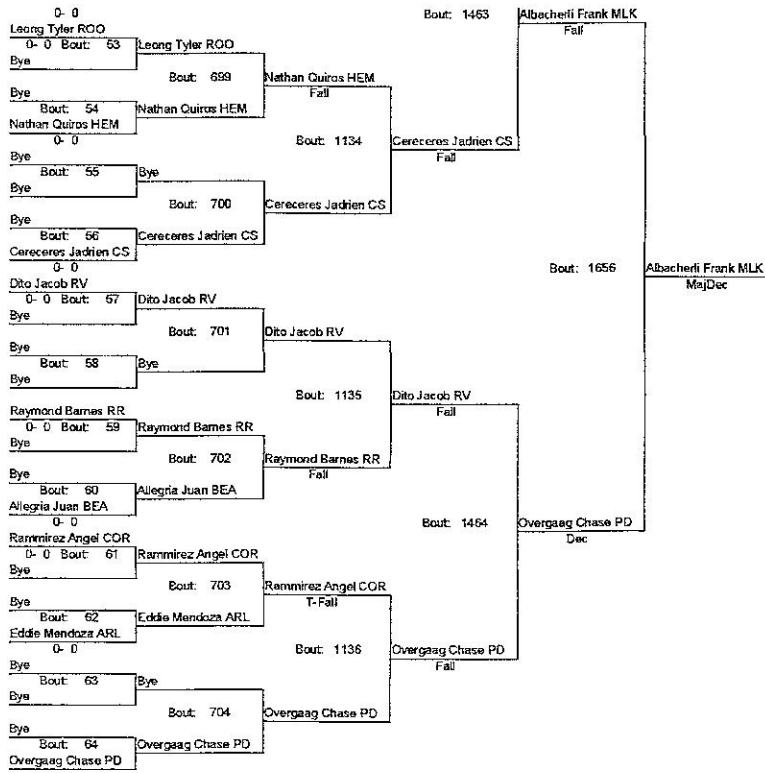 0- 0
Leong Tyler ROO
0- 0 Bout: 53
Bye
Bye
Bout: 54
Nathan Quiros HEM
0- 0
Bye
Bout: 55
Bye
Bye
Bout: 56
Cereceres Jadrien CS
0- 0
Dito Jacob RV
0- 0 Bout: 57
Bye
Bye
Bout: 58
Bye
Raymond Barnes RR
0- 0 Bout: 59
Bye
Bye
Bout: 60
Allegria Juan BEA
0- 0
Rammirez Angel COR
0- 0 Bout: 61
Bye
Bye
Bout: 62
Eddie Mendoza ARL
0- 0
Bye
Bout: 63
Bye
Bye
Bout: 64
Overgaag Chase PD
Leong Tyler ROO
Bout: 699
Nathan Quiros HEM
Bye
Bout: 700
Cereceres Jadrien CS
Dito Jacob RV
Bout: 701
Bye
Raymond Barnes RR
Bout: 702
Allegria Juan BEA
Rammirez Angel COR
Bout: 703
Eddie Mendoza ARL
Bye
Bout: 704
Overgaag Chase PD
Nathan Quiros HEM
Fall
Bout: 1134
Cereceres Jadrien CS
Dito Jacob RV
Bout: 1135
Raymond Barnes RR
Fall
Rammirez Angel COR
T-Fall
Bout: 1136
Overgaag Chase PD
Bout: 1463
Cereceres Jadrien CS
Fall
Dito Jacob RV
Fall
Bout: 1464
Overgaag Chase PD
Fall
Albacherli Frank MLK
Fall
Bout: 1656
Overgaag Chase PD
Dec
Albacherli Frank MLK
MajDec